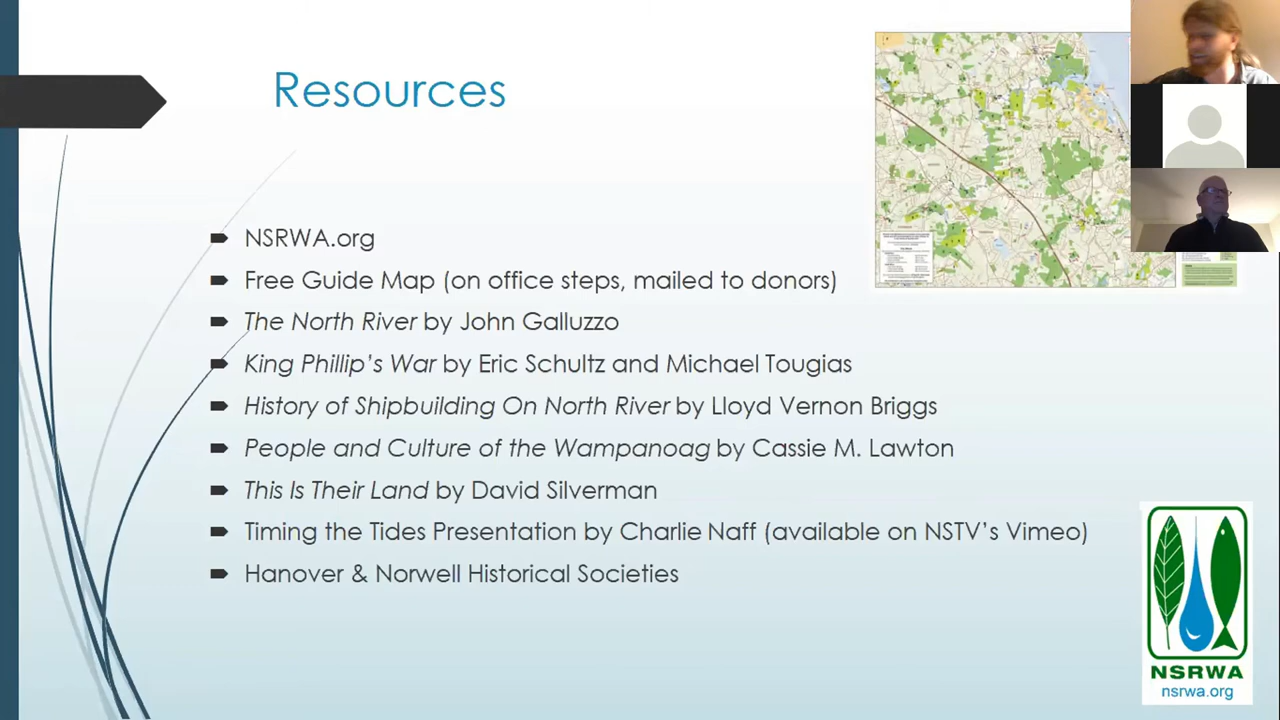 Resources
NSRWA.org
Free Guide Map (on office steps, mailed to donors)
The North River by John Galluzzo
King Phillip's War by Eric Schultz and Michael Tougias
History of Shipbuilding On North River by Lloyd Vernon Briggs
People and Culture of the Wampanoag by Cassie M. Lawton
This Is Their Land by David Silverman
Timing the Tides Presentation by Charlie Naff (available on NSTV's Vimeo)
Hanover & Norwell Historical Societies
NSRWA
nsrwa.org